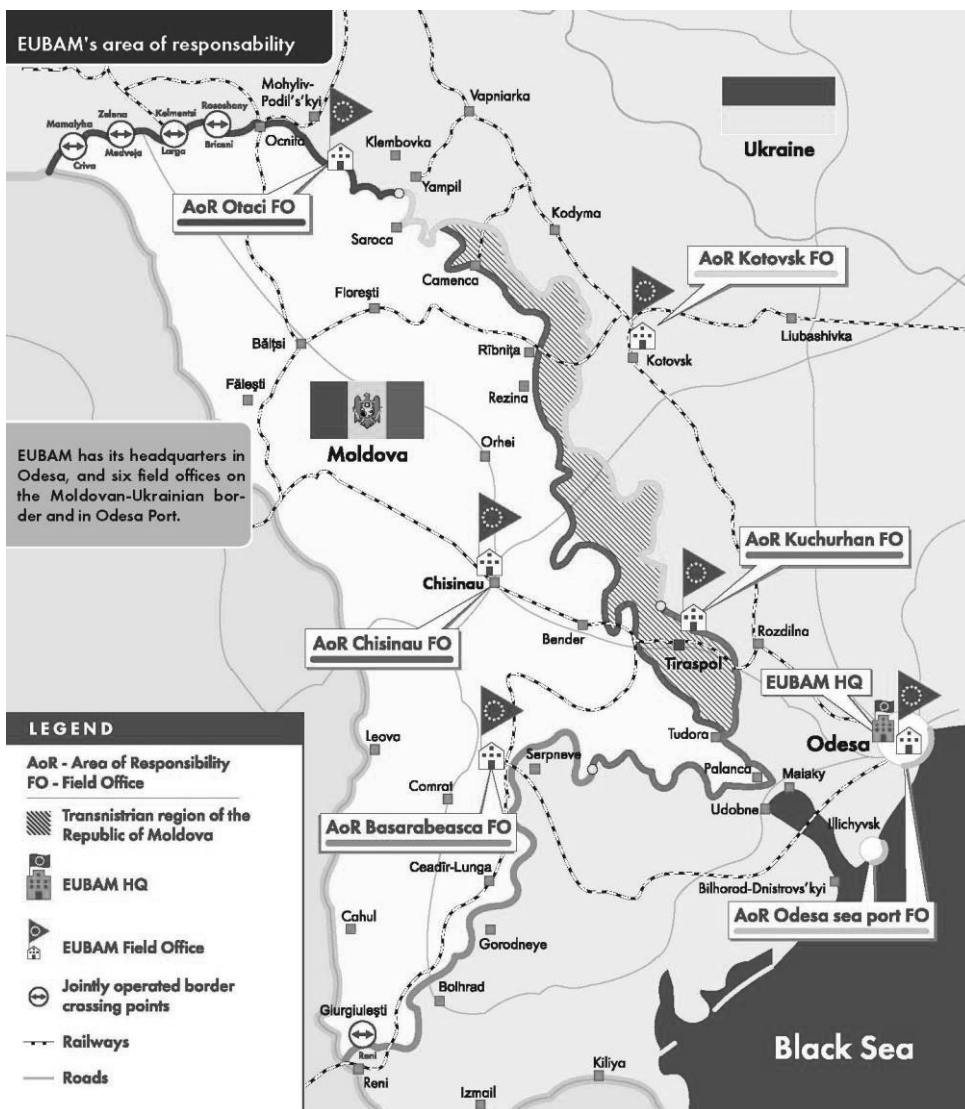 EUBAM's area of responsability
Mohyliv-
Podil's'kyi
Vapniarka
Ukraine
Mamalyha
Zelena
Kelmentsi
Rososhany
Criva
Medveja
Larga
Briceni
Ocnita
Klembovka
Yampil
AoR Otaci FO
Saroca
Kodyma
AoR Kotovsk FO
Camenca
Floreşti
Bălţsi
Rîbniţa
Kotovsk
Liubashivka
Făleşti
Rezina
Moldova
Orhei
EUBAM has its headquarters in
Odesa, and six field offices on
the Moldovan-Ukrainian bor-
der and in Odesa Port.
AoR Kuchurhan FO
Chisinau
AoR Chisinau FO
Bender
Tiraspol
Rozdilna
EUBAM HQ
Odesa
Leova
Serpneve
Tudora
Palanca
Maiaky
Comrat
Udobne
Illichyvsk
AoR Basarabeasca FO
Ceadîr-Lunga
Bilhorad-Dnistrovs'kyi
AoR Odesa sea port FO
Cahul
Gorodneye
Bolhrad
Giurgiuleşti
Reni
Reni
Kiliya
Izmail
Black Sea
LEGEND
AoR - Area of Responsibility
FO - Field Office
Transnistrian region of the
Republic of Moldova
EUBAM HQ
EUBAM Field Office
Jointly operated border
crossing points
Railways
Roads